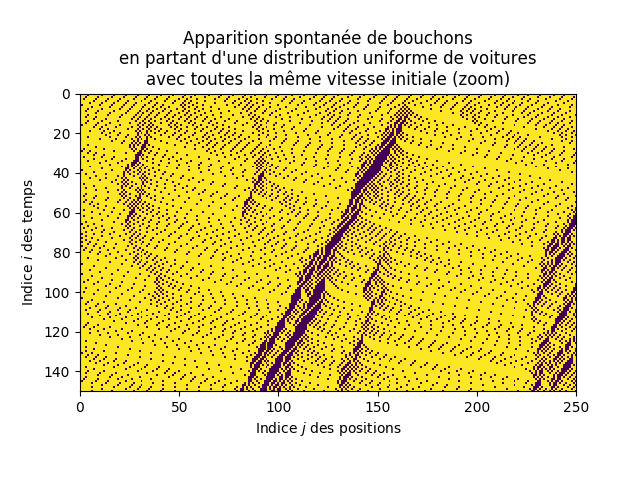 Apparition spontanée de bouchons
en partant d'une distribution uniforme de voitures
avec toutes la même vitesse initiale (zoom)
0
20
40
60
80
100
120
140
Indice i des temps
0 50 100 150 200 250
Indice j des positions